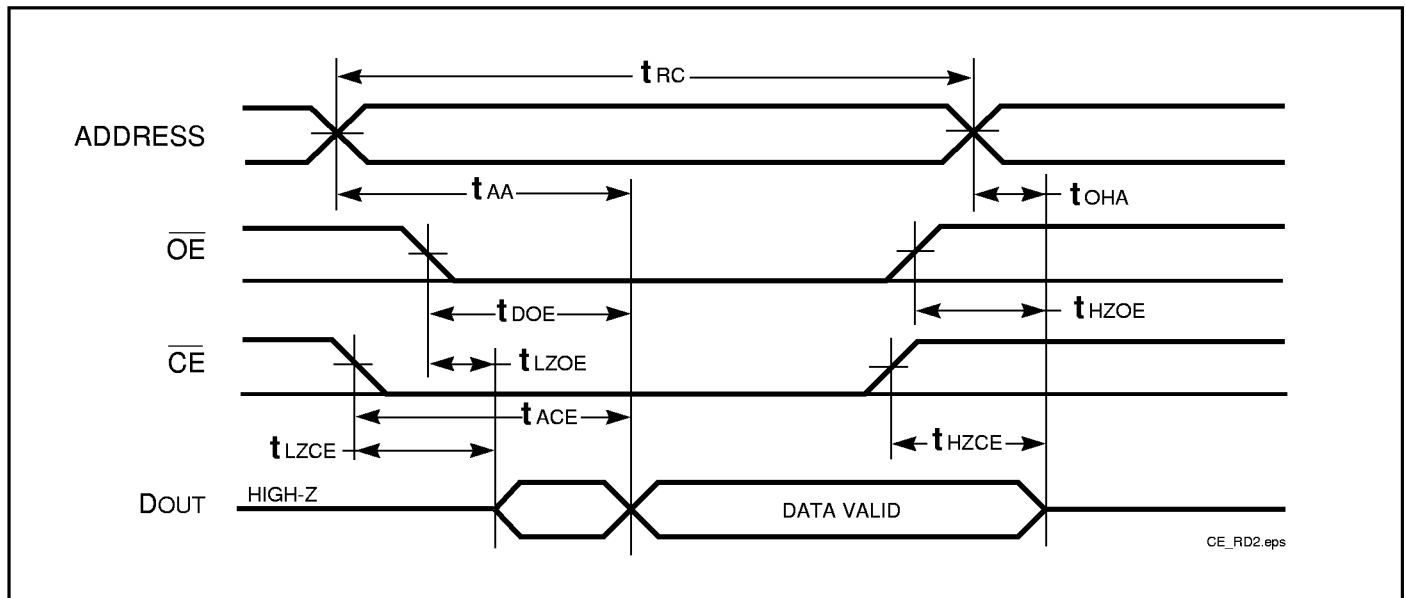 tRC
ADDRESS
tAA
tOHA
OE
tDOE
tHZOE
CE
tLZOE
tACE
tLZCE
tHZCE
DOUT
HIGH-Z
DATA VALID
CE_RD2.eps